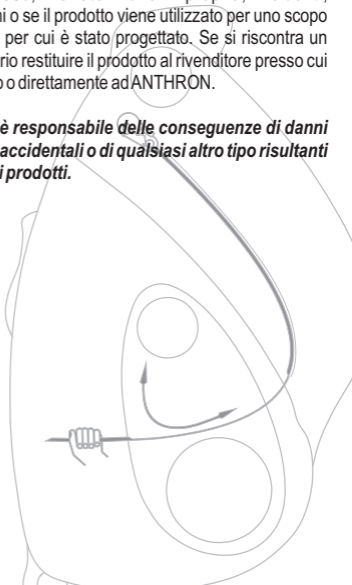 ni o se il prodotto viene utilizzato per uno scopo
per cui è stato progettato. Se si riscontra un
rio restituire il prodotto al rivenditore presso cui
o o direttamente ad ANTHRON.
è responsabile delle conseguenze di danni
accidentali o di qualsiasi altro tipo risultanti
i prodotti.